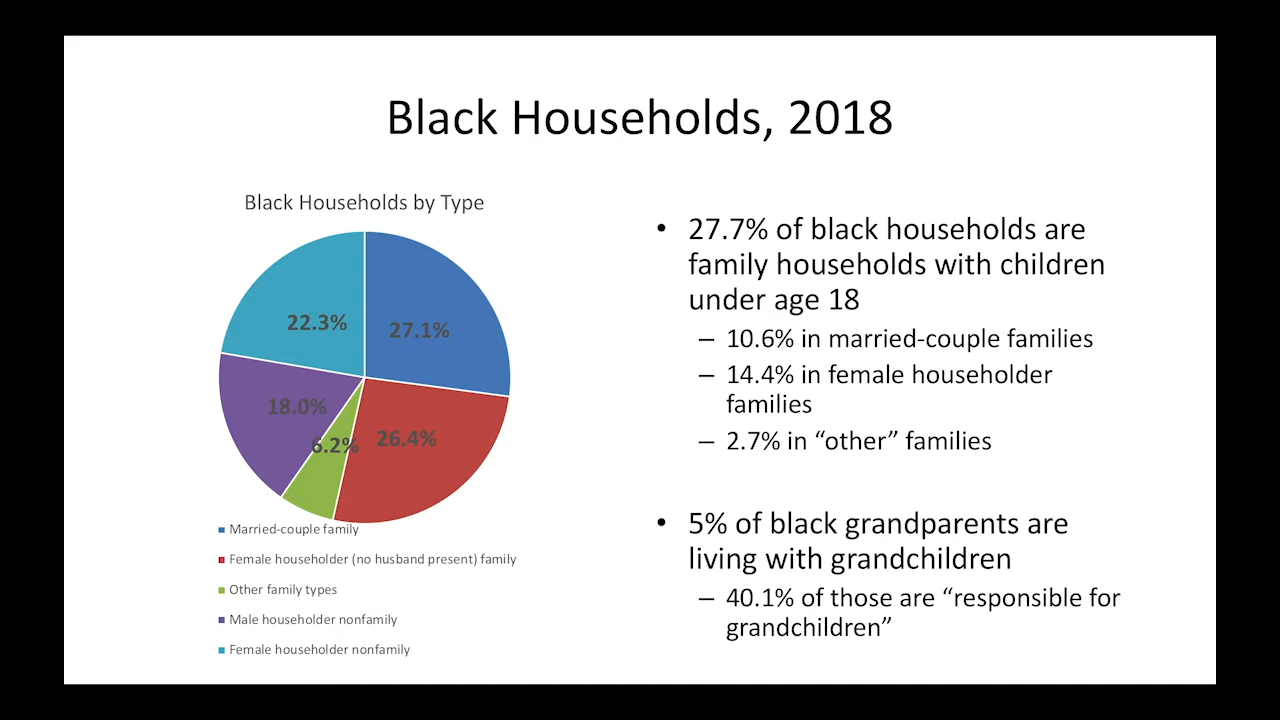 Black Households, 2018
Black Households by Type
22.3%
27.1%
18.0%
6.2%
26.4%
Married-couple family
Female householder (no husband present) family
Other family types
Male householder nonfamily
Female householder nonfamily
• 27.7% of black households are
family households with children
under age 18
– 10.6% in married-couple families
– 14.4% in female householder
families
– 2.7% in “other” families
• 5% of black grandparents are
living with grandchildren
– 40.1% of those are “responsible for
grandchildren”